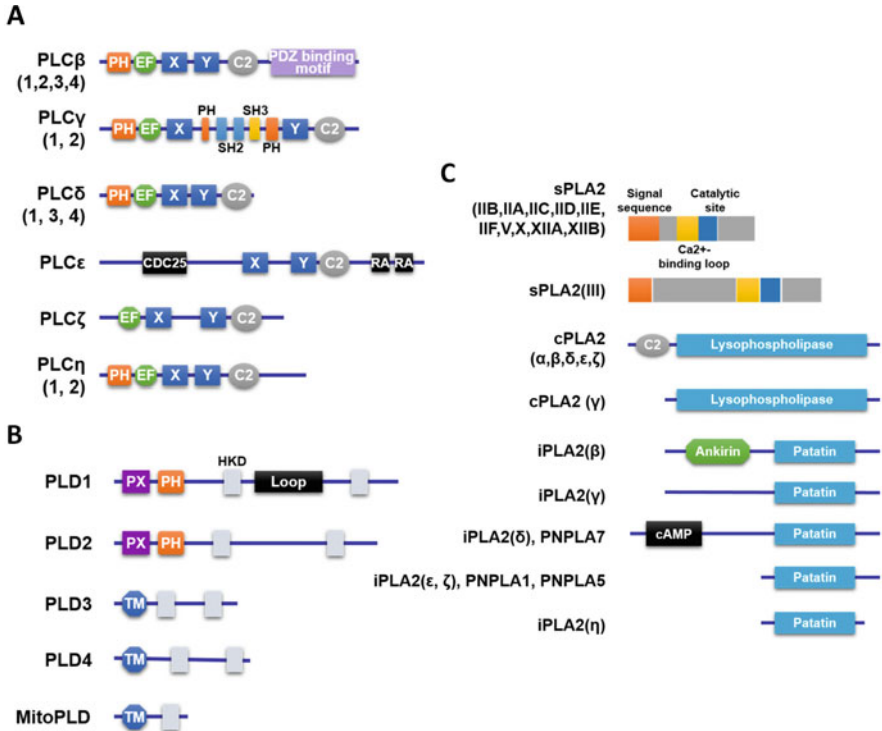 A
PLCβ
(1,2,3,4)
PH EF X Y C2 PDZ binding
motif
PLCγ
(1, 2)
PH EF X PH SH2 SH3 PH Y C2
PLCδ
(1, 3, 4)
PH EF X Y C2
PLCε
CDC25 X Y C2 RA RA
PLCζ
EF X Y C2
PLCη
(1, 2)
PH EF X Y C2
B
PLD1
PX PH HKD Loop
PLD2
PX PH
PLD3
TM
PLD4
TM
MitoPLD
TM
C
sPLA2
(IIB,IIA,IIC,IID,IIE,
IIF,V,X,XIIA,XIIB)
Signal
sequence
Catalytic
site
Ca2+-
binding loop
sPLA2(III)
cPLA2
(α,β,δ,ε,ζ)
C2 Lysophospholipase
cPLA2 (γ)
Lysophospholipase
iPLA2(β)
Ankirin Patatin
iPLA2(γ)
Patatin
iPLA2(δ), PNPLA7
cAMP Patatin
iPLA2(ε, ζ), PNPLA1, PNPLA5
Patatin
iPLA2(η)
Patatin